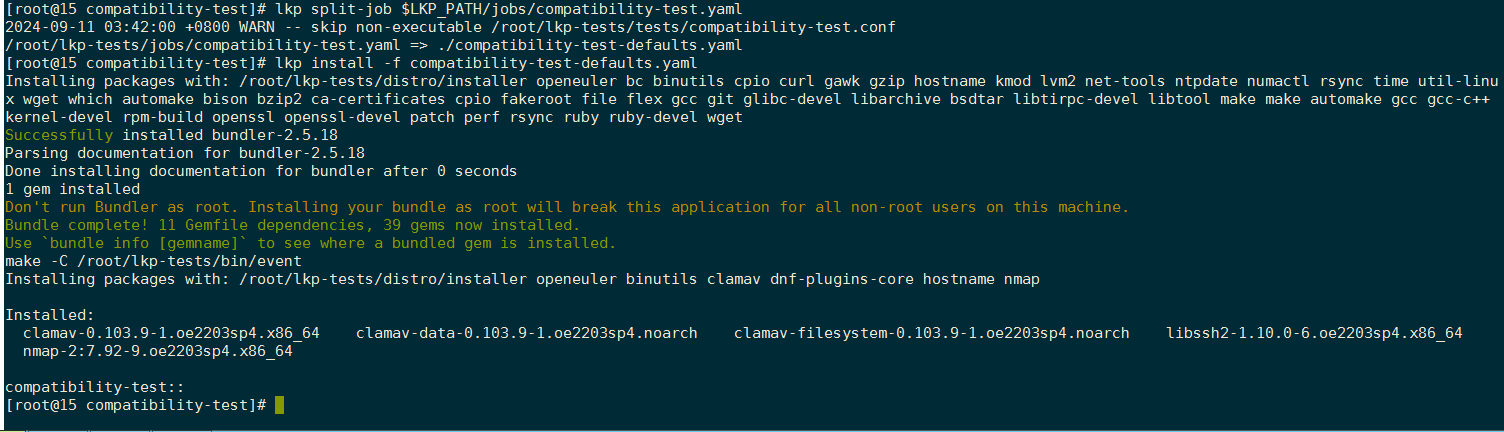 [root@15 compatibility-test]# lkp split-job $LKP_PATH/jobs/compatibility-test.yaml
2024-09-11 03:42:00 +0800 WARN -- skip non-executable /root/lkp-tests/tests/compatibility-test.conf
/root/lkp-tests/jobs/compatibility-test.yaml => ./compatibility-test-defaults.yaml
[root@15 compatibility-test]# lkp install -f compatibility-test-defaults.yaml
Installing packages with: /root/lkp-tests/distro/installer openeuler bc binutils cpio curl gawk gzip hostname kmod lvm2 net-tools ntpdate numactl rsync time util-linu
x wget which automake bison bzip2 ca-certificates cpio fakeroot file flex gcc git glibc-devel libarchive bsdtar libtirpc-devel libtool make make automake gcc gcc-c++
kernel-devel rpm-build openssl openssl-devel patch perf rsync ruby ruby-devel wget
Successfully installed bundler-2.5.18
Parsing documentation for bundler-2.5.18
Done installing documentation for bundler after 0 seconds
1 gem installed
Don't run Bundler as root. Installing your bundle as root will break this application for all non-root users on this machine.
Bundle complete! 11 Gemfile dependencies, 39 gems now installed.
Use `bundle info [gemname]` to see where a bundled gem is installed.
make -C /root/lkp-tests/bin/event
Installing packages with: /root/lkp-tests/distro/installer openeuler binutils clamav dnf-plugins-core hostname nmap
Installed:
clamav-0.103.9-1.oe2203sp4.x86_64 clamav-data-0.103.9-1.oe2203sp4.noarch clamav-filesystem-0.103.9-1.oe2203sp4.noarch libssh2-1.10.0-6.oe2203sp4.x86_64
nmap-2:7.92-9.oe2203sp4.x86_64
compatibility-test::
[root@15 compatibility-test]#